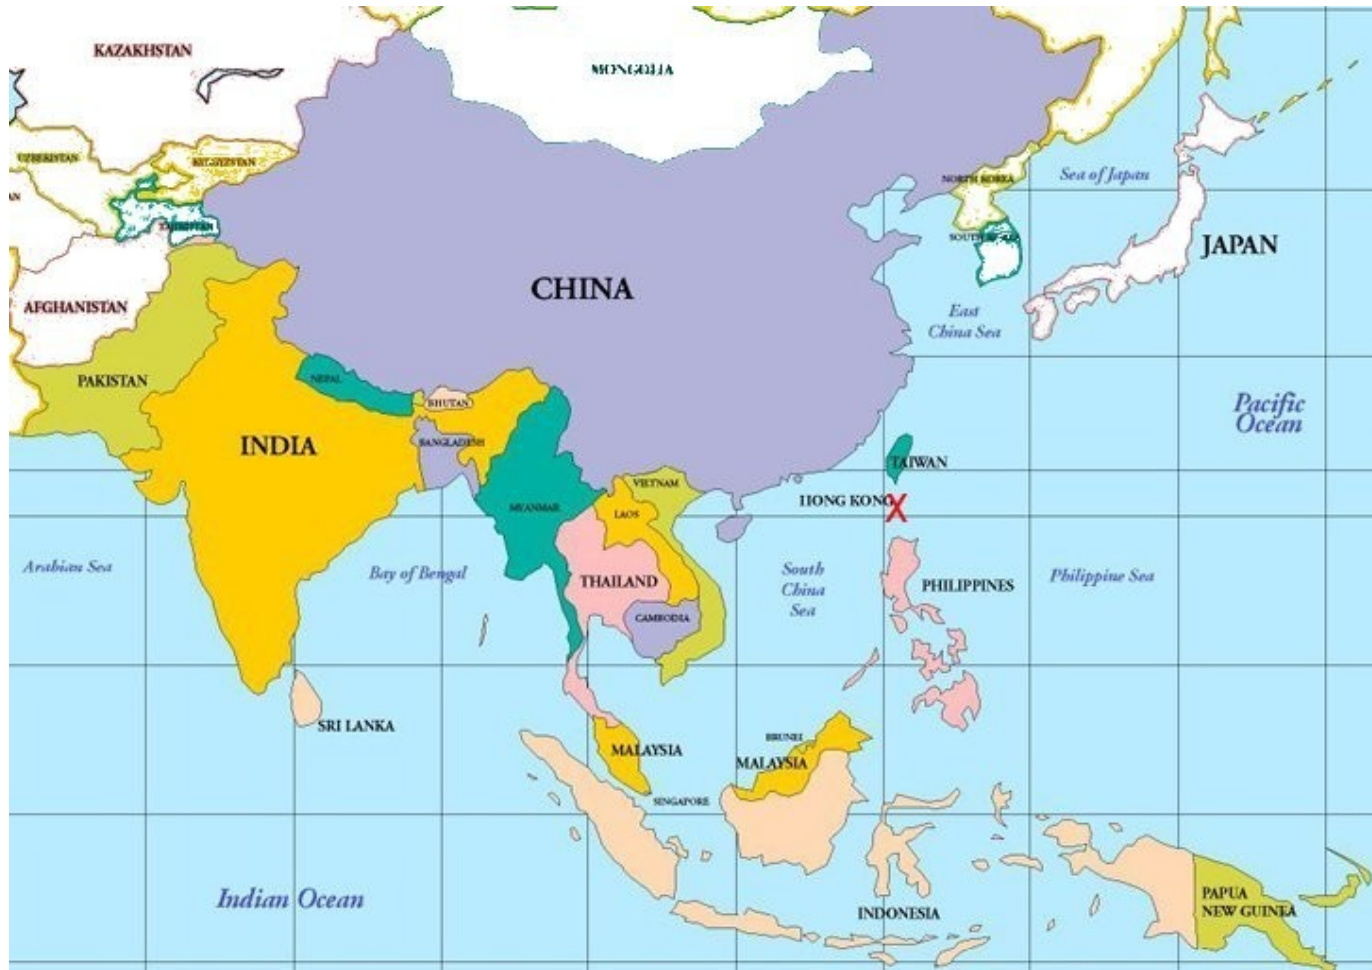 KAZAKHSTAN
MONGOLIA
UZBEKISTAN
KYRGYZSTAN
AN
NORTH KOREA
Sea of Japan
JAPAN
CHINA
AFGHANISTAN
East
China Sea
PAKISTAN
NEPAL
BHUTAN
Pacific
Ocean
INDIA
BANGLADESH
TAIWAN
VIETNAM
HONG KONG
X
MYANMAR
LAOS
Arabian Sea
Bay of Bengal
THAILAND
South
China
Sea
PHILIPPINES
Philippine Sea
CAMBODIA
SRI LANKA
BRUNEI
MALAYSIA
MALAYSIA
SINGAPORE
Indian Ocean
INDONESIA
PAPUA
NEW GUINEA